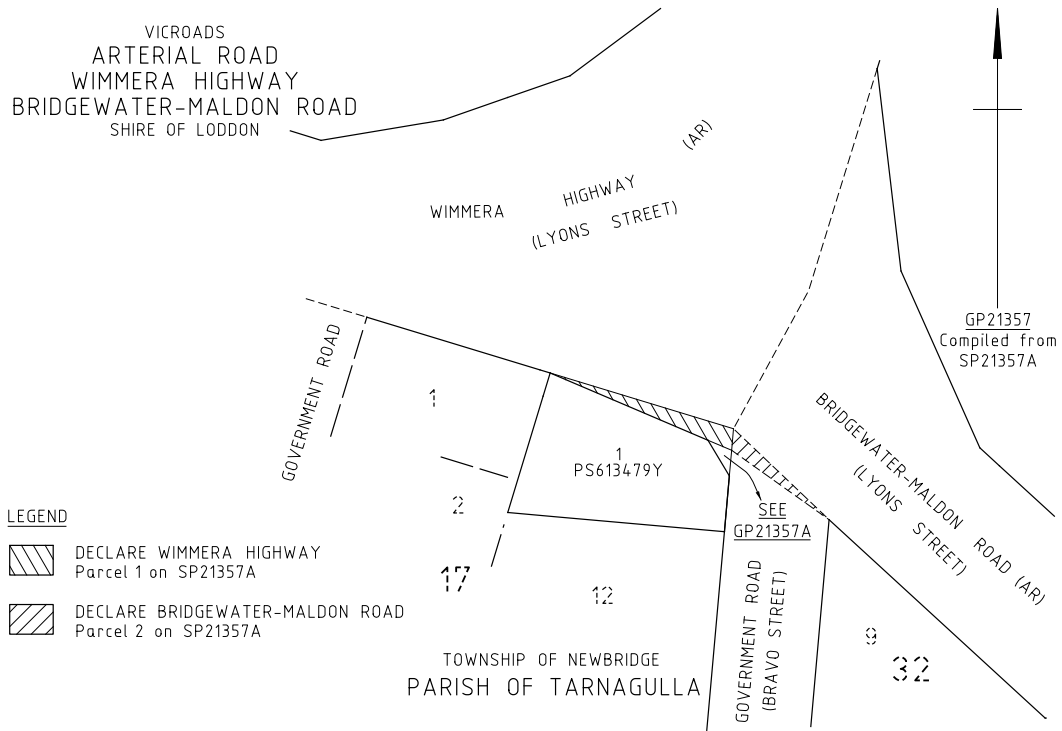 VICROADS
ARTERIAL ROAD
WIMMERA HIGHWAY
BRIDGEWATER-MALDON ROAD
SHIRE OF LODDON
(AR)
WIMMERA HIGHWAY
(LYONS STREET)
GP21357
Compiled from
SP21357A
GOVERNMENT ROAD
1
1
PS613479Y
2
SEE
GP21357A
BRIDGEWATER-MALDON ROAD (AR)
(LYONS STREET)
LEGEND
DECLARE WIMMERA HIGHWAY
Parcel 1 on SP21357A
DECLARE BRIDGEWATER-MALDON ROAD
Parcel 2 on SP21357A
17
12
GOVERNMENT ROAD
(BRAVO STREET)
9
32
TOWNSHIP OF NEWBRIDGE
PARISH OF TARNAGULLA